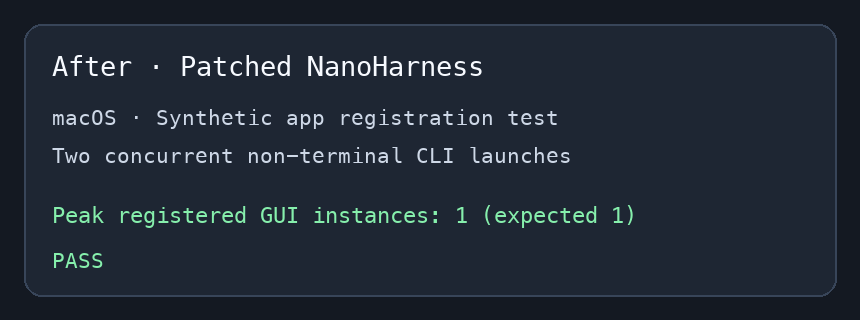 After · Patched NanoHarness
macOS · Synthetic app registration test
Two concurrent non−terminal CLI launches
Peak registered GUI instances: 1 (expected 1)
PASS